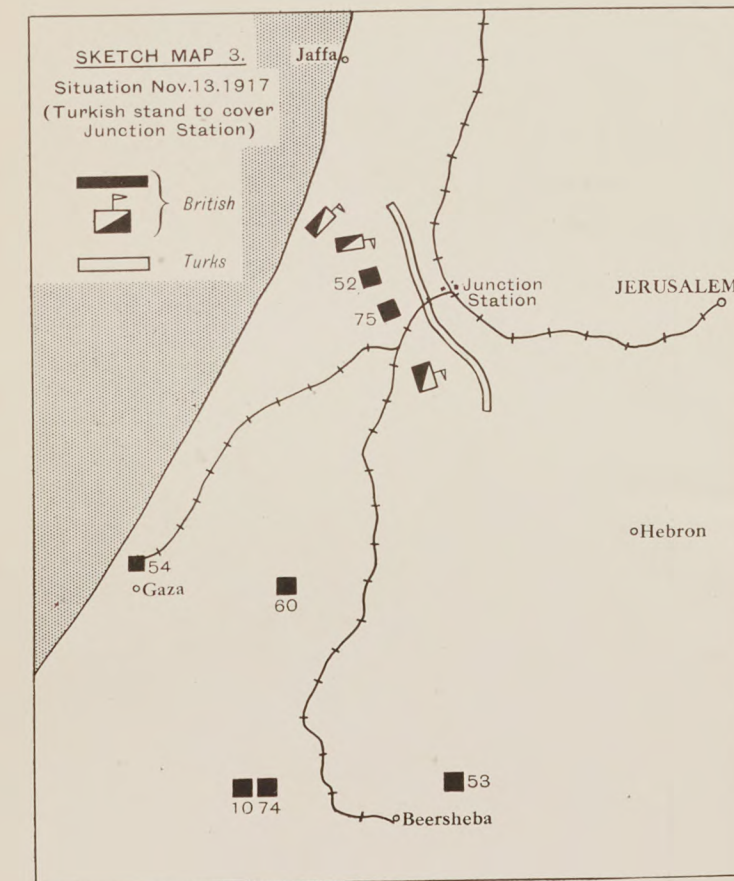 SKETCH MAP 3.
Situation Nov.13.1917
(Turkish stand to cover
Junction Station)
British
Turks
Jaffa
52
75
Junction
Station
JERUSALEM
Hebron
54
Gaza
60
10 74
53
Beersheba